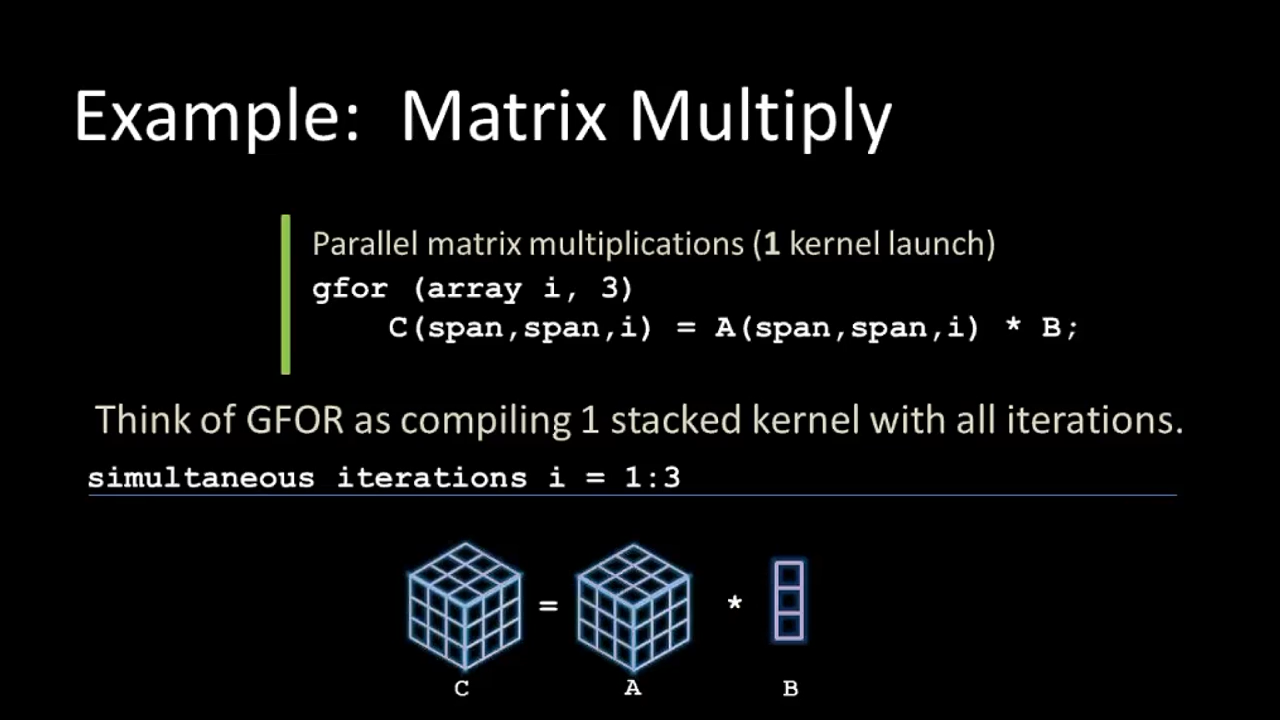 Example: Matrix Multiply
Parallel matrix multiplications (1 kernel launch)
gfor (array i, 3)
C(span,span,i) = A(span,span,i) * B;
Think of GFOR as compiling 1 stacked kernel with all iterations.
simultaneous iterations i = 1:3
= *
C A B